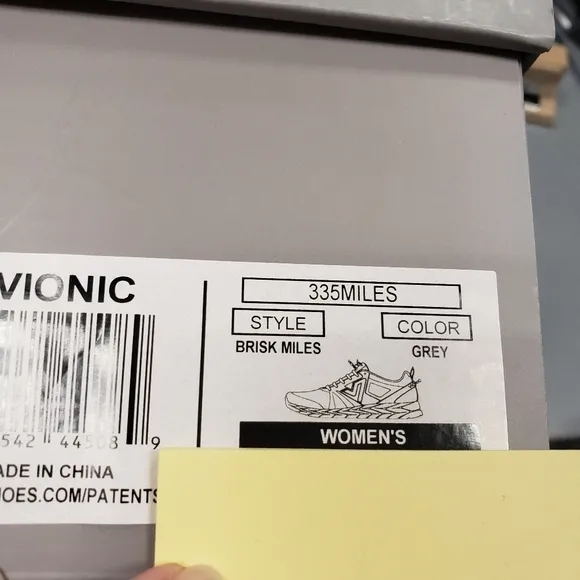 VIONIC
335MILES
STYLE
COLOR
BRISK MILES
GREY
WOMEN'S
542 44508 9
ADE IN CHINA
OES.COM/PATENTS